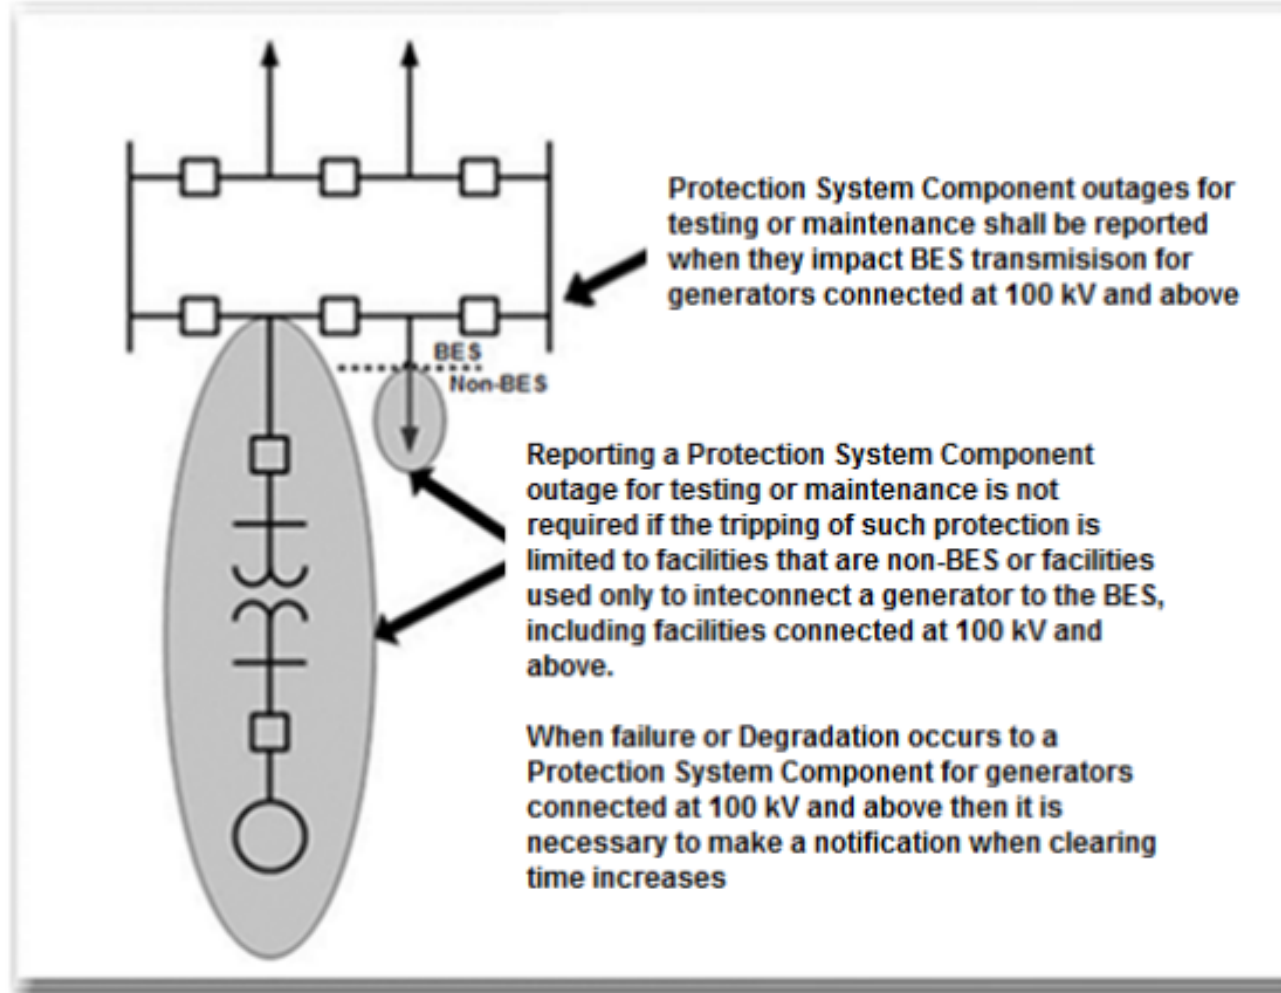 Protection System Component outages for
testing or maintenance shall be reported
when they impact BES transmisison for
generators connected at 100 kV and above
BES
Non-BES
Reporting a Protection System Component
outage for testing or maintenance is not
required if the tripping of such protection is
limited to facilities that are non-BES or facilities
used only to inteconnect a generator to the BES,
including facilities connected at 100 kV and
above.
When failure or Degradation occurs to a
Protection System Component for generators
connected at 100 kV and above then it is
necessary to make a notification when clearing
time increases